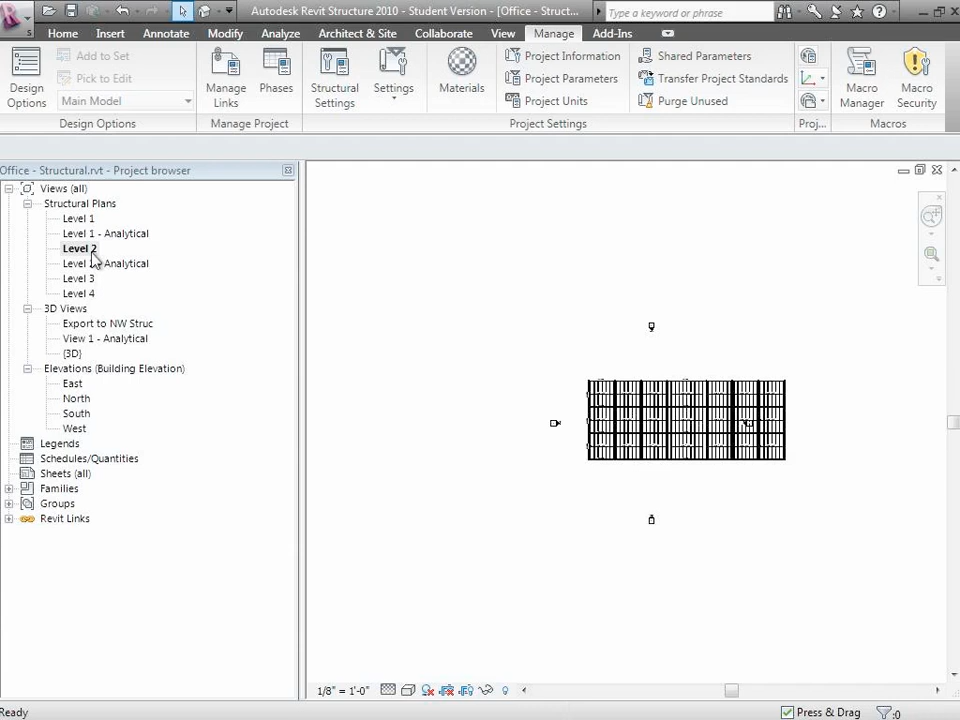 Autodesk Revit Structure 2010 - Student Version - [Office - Struct...
Type a keyword or phrase
Home Insert Annotate Modify Analyze Architect & Site Collaborate View Manage Add-Ins
Design Options
Add to Set
Pick to Edit
Main Model
Design Options
Manage Links
Phases
Manage Project
Structural Settings
Settings
Materials
Project Information
Project Parameters
Project Units
Shared Parameters
Transfer Project Standards
Purge Unused
Project Settings
Proj...
Macro Manager
Macro Security
Macros
Office - Structural.rvt - Project browser
Views (all)
Structural Plans
Level 1
Level 1 - Analytical
Level 2
Level - Analytical
Level 3
Level 4
3D Views
Export to NW Struc
View 1 - Analytical
{3D}
Elevations (Building Elevation)
East
North
South
West
Legends
Schedules/Quantities
Sheets (all)
Families
Groups
Revit Links
1/8" = 1'-0"
Ready
Press & Drag
:0